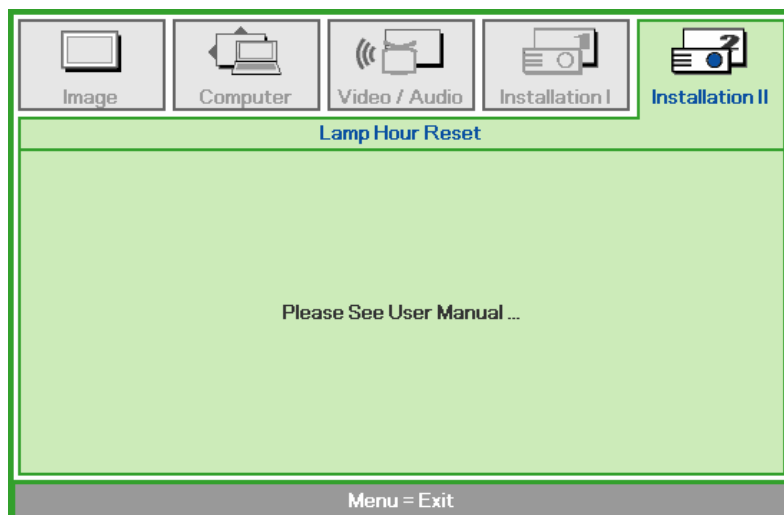 Image
Computer
Video / Audio
Installation I
Installation II
Lamp Hour Reset
Please See User Manual ...
Menu = Exit